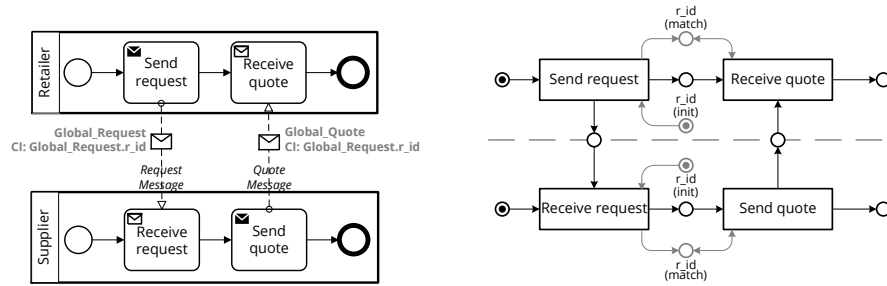 Retailer
Send
request
Receive
quote
Global_Request
CI: Global_Request.r_id
Global_Quote
CI: Global_Request.r_id
Request
Message
Quote
Message
Supplier
Receive
request
Send
quote
r_id
(match)
Send request
Receive quote
r_id
(init)
r_id
(init)
Receive request
Send quote
r_id
(match)